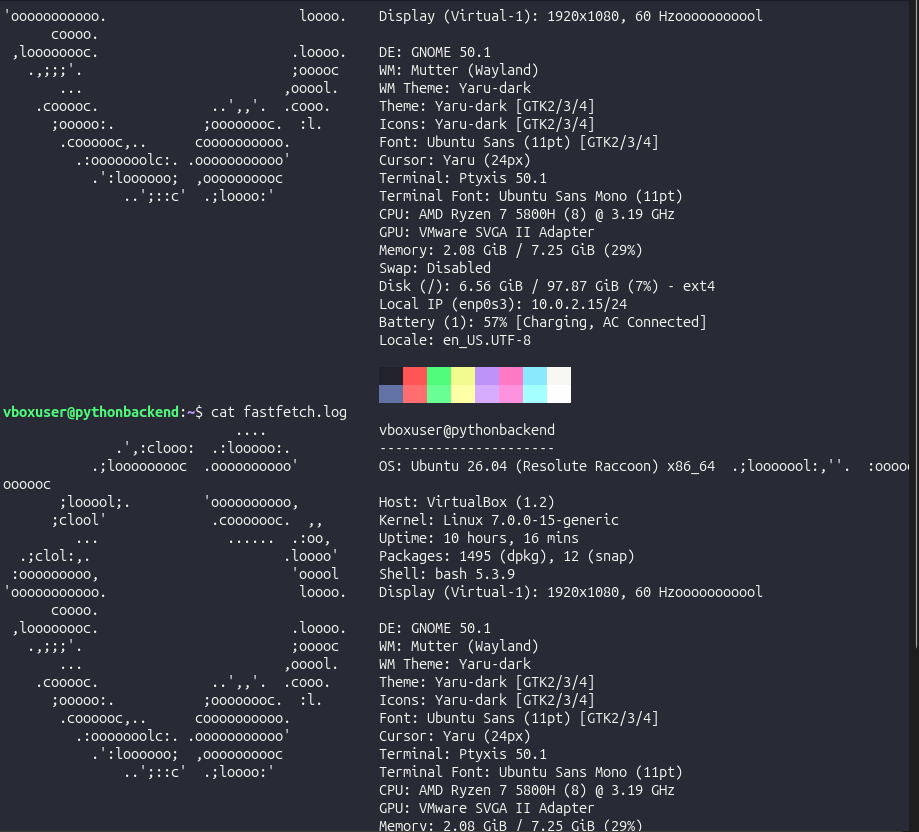 'ooooooooooo.                        loooo.    Display (Virtual-1): 1920x1080, 60 Hzooooooooool
      coooo.
 ,looooooooc.                        .loooo.    DE: GNOME 50.1
   .,;;;'.                          ;ooooc     WM: Mutter (Wayland)
       ...                         ,ooool.     WM Theme: Yaru-dark
    .cooooc.              ..',,'.  .cooo.      Theme: Yaru-dark [GTK2/3/4]
      ;ooooo:.           ;oooooooc.  :l.       Icons: Yaru-dark [GTK2/3/4]
       .coooooc,..      coooooooooo.           Font: Ubuntu Sans (11pt) [GTK2/3/4]
         .:ooooooolc:. .ooooooooooo'           Cursor: Yaru (24px)
           .':loooooo;  ,oooooooooc            Terminal: Ptyxis 50.1
               ..';::c'  .;loooo:'             Terminal Font: Ubuntu Sans Mono (11pt)
                                               CPU: AMD Ryzen 7 5800H (8) @ 3.19 GHz
                                               GPU: VMware SVGA II Adapter
                                               Memory: 2.08 GiB / 7.25 GiB (29%)
                                               Swap: Disabled
                                               Disk (/): 6.56 GiB / 97.87 GiB (7%) - ext4
                                               Local IP (enp0s3): 10.0.2.15/24
                                               Battery (1): 57% [Charging, AC Connected]
                                               Locale: en_US.UTF-8
vboxuser@pythonbackend:~$ cat fastfetch.log
                             ....              vboxuser@pythonbackend
              .',:clooo:  .:looooo:.           ----------------------
           .;looooooooc  .oooooooooo'          OS: Ubuntu 26.04 (Resolute Raccoon) x86_64  .;looooool:,''.  :ooooo
ooooooc
       ;looool;.         'oooooooooo,          Host: VirtualBox (1.2)
      ;clool'             .cooooooc.  ,,       Kernel: Linux 7.0.0-15-generic
         ...                ......  .:oo,      Uptime: 10 hours, 16 mins
  .;clol:,.                        .loooo'     Packages: 1495 (dpkg), 12 (snap)
 :ooooooooo,                        'ooool     Shell: bash 5.3.9
'ooooooooooo.                        loooo.    Display (Virtual-1): 1920x1080, 60 Hzooooooooool
      coooo.
 ,looooooooc.                        .loooo.    DE: GNOME 50.1
   .,;;;'.                          ;ooooc     WM: Mutter (Wayland)
       ...                         ,ooool.     WM Theme: Yaru-dark
    .cooooc.              ..',,'.  .cooo.      Theme: Yaru-dark [GTK2/3/4]
      ;ooooo:.           ;oooooooc.  :l.       Icons: Yaru-dark [GTK2/3/4]
       .coooooc,..      coooooooooo.           Font: Ubuntu Sans (11pt) [GTK2/3/4]
         .:ooooooolc:. .ooooooooooo'           Cursor: Yaru (24px)
           .':loooooo;  ,oooooooooc            Terminal: Ptyxis 50.1
               ..';::c'  .;loooo:'             Terminal Font: Ubuntu Sans Mono (11pt)
                                               CPU: AMD Ryzen 7 5800H (8) @ 3.19 GHz
                                               GPU: VMware SVGA II Adapter
                                               Memory: 2.08 GiB / 7.25 GiB (29%)